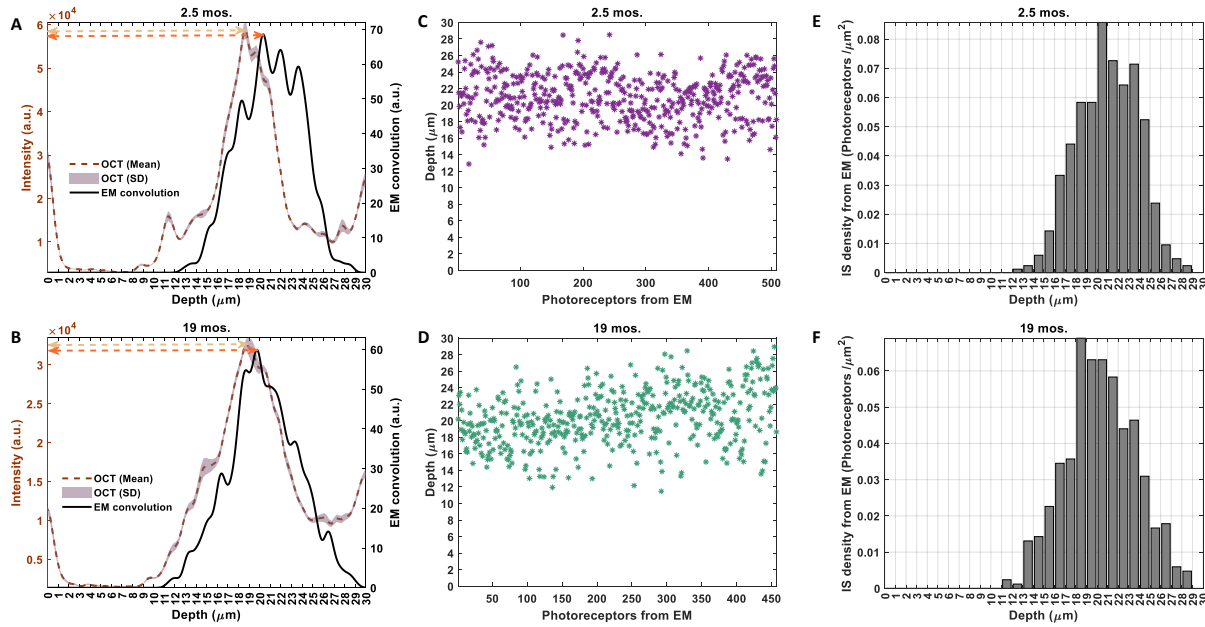 A
2.5 mos.
×10⁴
6
5
4
3
2
1
Intensity (a.u.)
OCT (Mean)
OCT (SD)
EM convolution
70
60
50
40
30
20
10
0
EM convolution (a.u.)
0 1 2 3 4 5 6 7 8 9 10 11 12 13 14 15 16 17 18 19 20 21 22 23 24 25 26 27 28 29 30
Depth (μm)
C
2.5 mos.
30
28
26
24
22
20
18
16
14
12
10
8
6
4
2
0
Depth (μm)
100 200 300 400 500
Photoreceptors from EM
E
2.5 mos.
0.08
0.07
0.06
0.05
0.04
0.03
0.02
0.01
0
IS density from EM (Photoreceptors /μm²)
0 1 2 3 4 5 6 7 8 9 10 11 12 13 14 15 16 17 18 19 20 21 22 23 24 25 26 27 28 29 30
Depth (μm)
B
19 mos.
×10⁴
3
2.5
2
1.5
1
0.5
Intensity (a.u.)
OCT (Mean)
OCT (SD)
EM convolution
60
50
40
30
20
10
0
EM convolution (a.u.)
0 1 2 3 4 5 6 7 8 9 10 11 12 13 14 15 16 17 18 19 20 21 22 23 24 25 26 27 28 29 30
Depth (μm)
D
19 mos.
30
28
26
24
22
20
18
16
14
12
10
8
6
4
2
0
Depth (μm)
50 100 150 200 250 300 350 400 450
Photoreceptors from EM
F
19 mos.
0.06
0.05
0.04
0.03
0.02
0.01
0
IS density from EM (Photoreceptors /μm²)
0 1 2 3 4 5 6 7 8 9 10 11 12 13 14 15 16 17 18 19 20 21 22 23 24 25 26 27 28 29 30
Depth (μm)